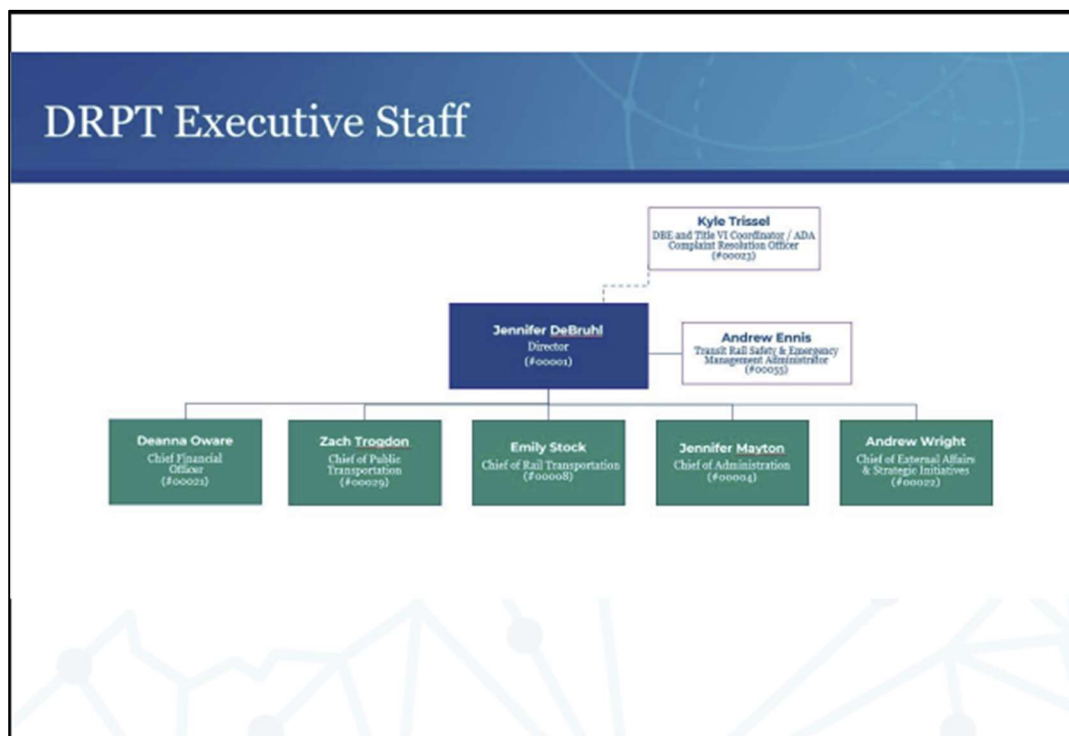 DRPT Executive Staff
Kyle Trissel
DBE and Title VI Coordinator / ADA
Complaint Resolution Officer
(#00023)
Jennifer DeBruhl
Director
(#00001)
Andrew Ennis
Transit Rail Safety & Emergency
Management Administrator
(#00055)
Deanna Oware
Chief Financial
Officer
(#00021)
Zach Trogdon
Chief of Public
Transportation
(#00029)
Emily Stock
Chief of Rail Transportation
(#00008)
Jennifer Mayton
Chief of Administration
(#00004)
Andrew Wright
Chief of External Affairs
& Strategic Initiatives
(#00022)